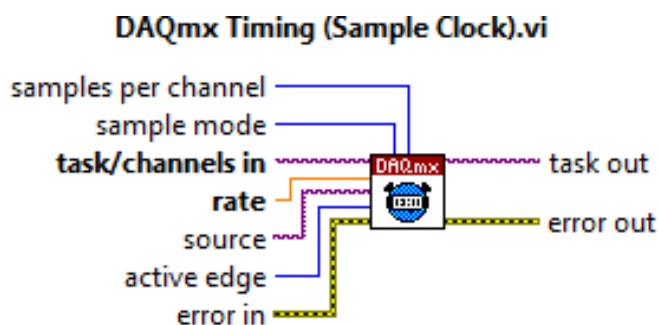 DAQmx Timing (Sample Clock).vi
samples per channel
sample mode
task/channels in
DAQmx
task out
rate
source
error out
active edge
error in